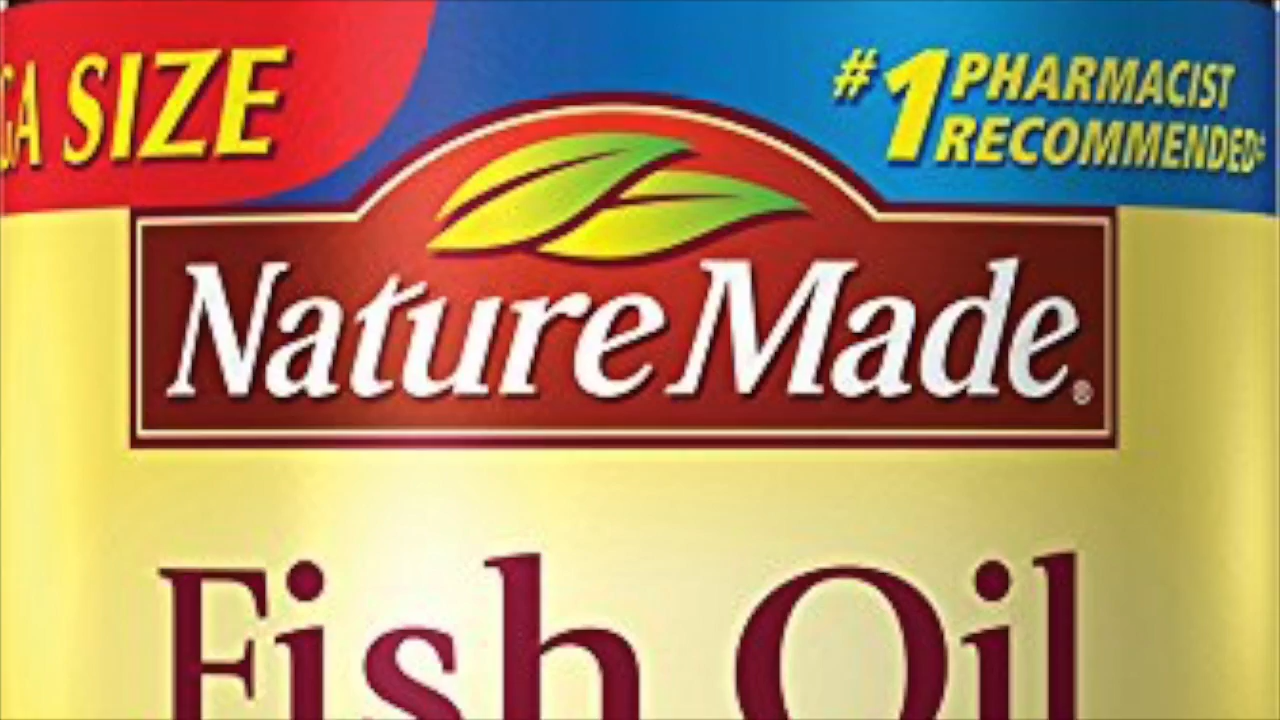 GA SIZE
#1 PHARMACIST
RECOMMENDED‡
Nature Made®
Fish Oil